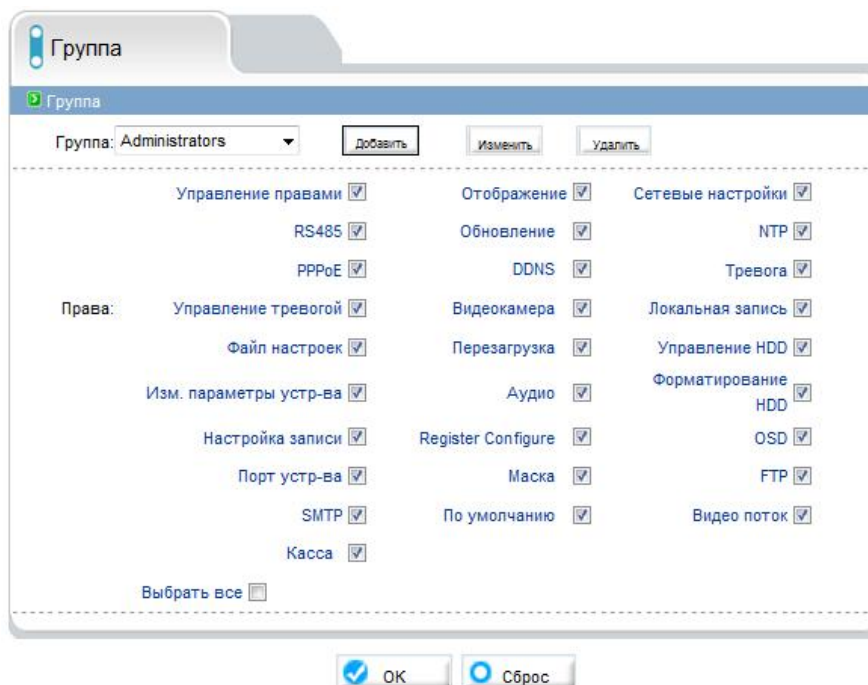 Группа
Группа
Группа: Administrators Добавить Изменить Удалить
Управление правами Отображение Сетевые настройки
RS485 Обновление NTP
PPPoE DDNS Тревога
Права: Управление тревогой Видеокамера Локальная запись
Файл настроек Перезагрузка Управление HDD
Изм. параметры устр-ва Аудио Форматирование
HDD
Настройка записи Register Configure OSD
Порт устр-ва Маска FTP
SMTP По умолчанию Видео поток
Касса
Выбрать все
OK Сброс